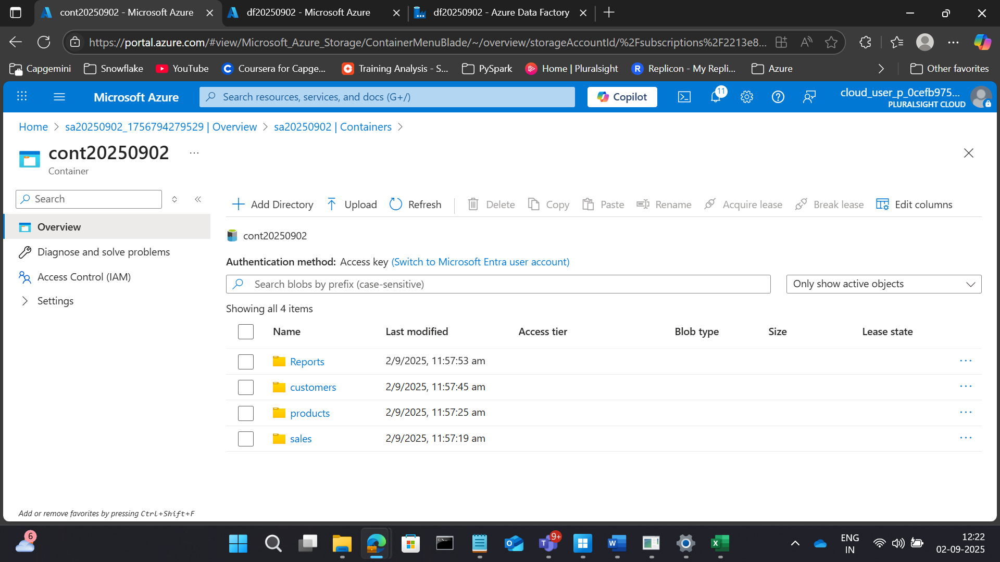 cont20250902 - Microsoft Azure
df20250902 - Microsoft Azure
df20250902 - Azure Data Factory
https://portal.azure.com/#view/Microsoft_Azure_Storage/ContainerMenuBlade/~/overview/storageAccountId/%2Fsubscriptions%2F2213e8...
Capgemini
Snowflake
YouTube
Coursera for Capge...
Training Analysis - S...
PySpark
Home | Pluralsight
Replicon - My Repli...
Azure
Other favorites
Microsoft Azure
Search resources, services, and docs (G+/)
Copilot
11
cloud_user_p_0cefb975...
PLURALSIGHT CLOUD
Home > sa20250902_1756794279529 | Overview > sa20250902 | Containers >
cont20250902 ...
Container
Search
Overview
Diagnose and solve problems
Access Control (IAM)
Settings
Add or remove favorites by pressing Ctrl+Shift+F
Add Directory
Upload
Refresh
Delete
Copy
Paste
Rename
Acquire lease
Break lease
Edit columns
cont20250902
Authentication method: Access key (Switch to Microsoft Entra user account)
Search blobs by prefix (case-sensitive)
Only show active objects
Showing all 4 items
Name Last modified Access tier Blob type Size Lease state
Reports 2/9/2025, 11:57:53 am ...
customers 2/9/2025, 11:57:45 am ...
products 2/9/2025, 11:57:25 am ...
sales 2/9/2025, 11:57:19 am ...
6
9+
ENG
IN
12:22
02-09-2025